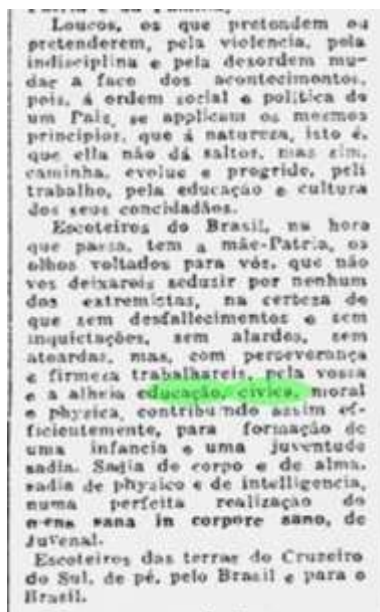 Loucos, os que pretendem ou
pretenderem, pela violencia, pela
indisciplina e pela desordem mu-
dar a face dos acontecimentos,
pois, á ordem social e politica de
um Paiz, se applicam os mesmos
principios, que á natureza, isto é,
que ella não dá saltos, mas sim,
caminha, evolue e progride, pelo
trabalho, pela educação e cultura
dos seus concidadãos.
Escoteiros do Brasil, na hora
que passa, tem a mãe-Patria, os
olhos voltados para vós, que não
vos deixareis seduzir por nenhum
dos extremistas, na certeza de
que sem desfallecimentos e sem
inquietações, sem alardes, sem
atoardas, mas, com perseverança
e firmeza trabalhareis, pela vossa
e a alheia educação, civica, moral
e physica, contribuindo assim ef-
ficientemente, para formação de
uma infancia e uma juventude
sadia. Sadia de corpo e de alma,
sadia de physico e de intelligencia,
numa perfeita realização do
mens sana in corpore sano, de
Juvenal.
Escoteiros das terras do Cruzeiro
do Sul, de pé, pelo Brasil e para o
Brasil.